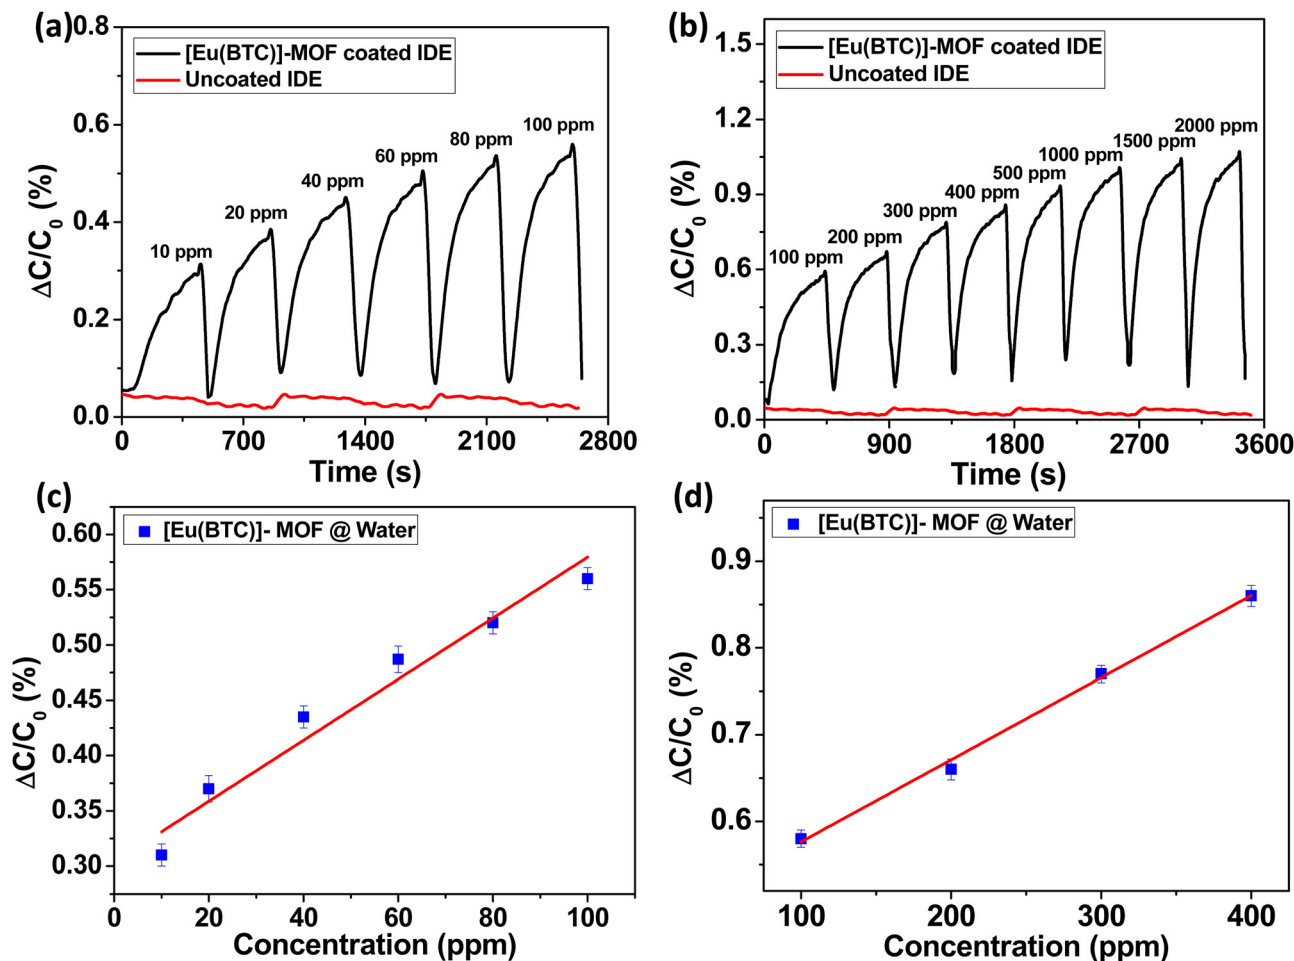 (a)
0.8
[Eu(BTC)]-MOF coated IDE
Uncoated IDE
0.6
0.4
0.2
0.0
ΔC/C0 (%)
10 ppm
20 ppm
40 ppm
60 ppm
80 ppm
100 ppm
0 700 1400 2100 2800
Time (s)
(b)
1.5
[Eu(BTC)]-MOF coated IDE
Uncoated IDE
1.2
0.9
0.6
0.3
0.0
ΔC/C0 (%)
100 ppm
200 ppm
300 ppm
400 ppm
500 ppm
1000 ppm
1500 ppm
2000 ppm
0 900 1800 2700 3600
Time (s)
(c)
[Eu(BTC)]- MOF @ Water
0.60
0.55
0.50
0.45
0.40
0.35
0.30
ΔC/C0 (%)
0 20 40 60 80 100
Concentration (ppm)
(d)
[Eu(BTC)]- MOF @ Water
0.9
0.8
0.7
0.6
ΔC/C0 (%)
100 200 300 400
Concentration (ppm)